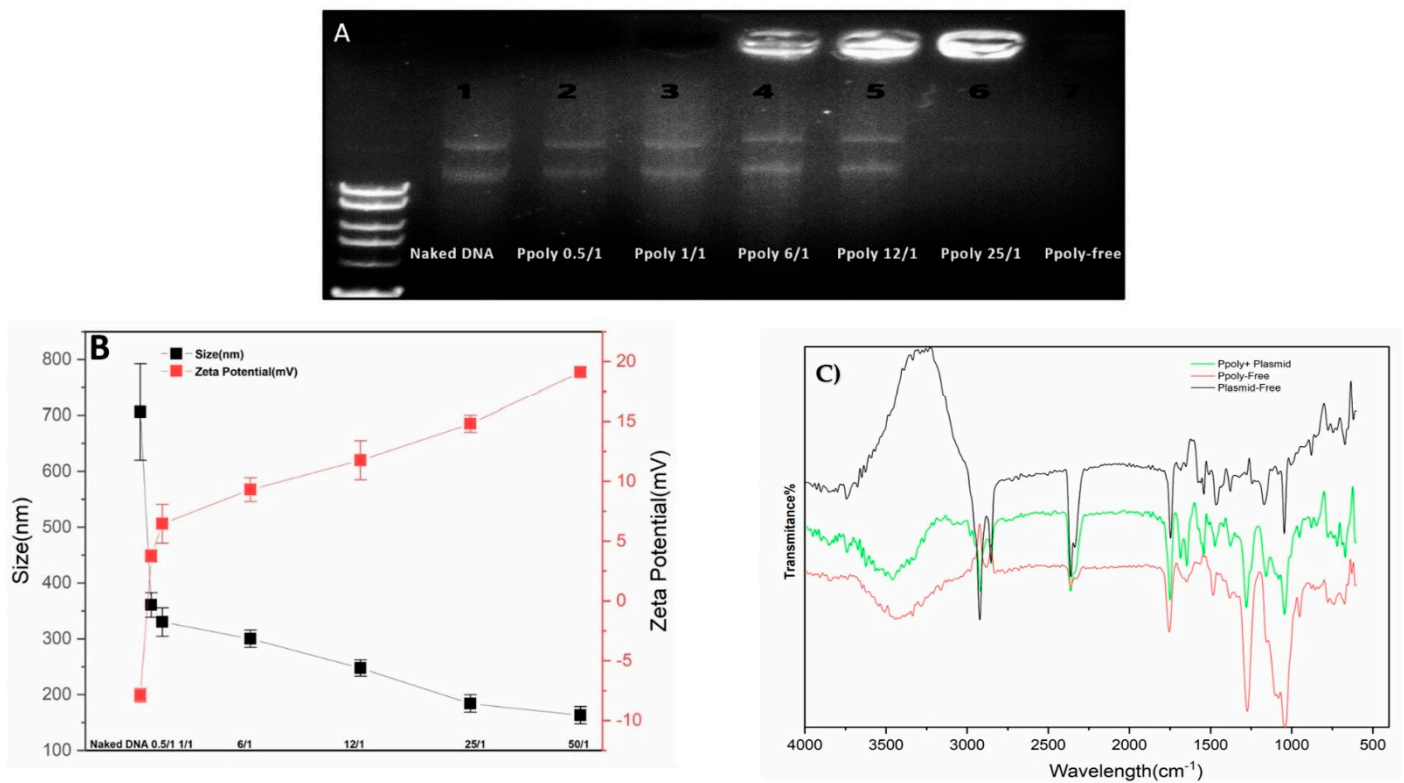 A
1 2 3 4 5 6 7
Naked DNA Ppoly 0.5/1 Ppoly 1/1 Ppoly 6/1 Ppoly 12/1 Ppoly 25/1 Ppoly-free
B
Size(nm)
Zeta Potential(mV)
800
700
600
500
400
300
200
100
Size(nm)
20
15
10
5
0
-5
-10
Zeta Potential(mV)
Naked DNA 0.5/1 1/1 6/1 12/1 25/1 50/1
C)
Ppoly+ Plasmid
Ppoly-Free
Plasmid-Free
Transmitance%
4000 3500 3000 2500 2000 1500 1000 500
Wavelength(cm⁻¹)